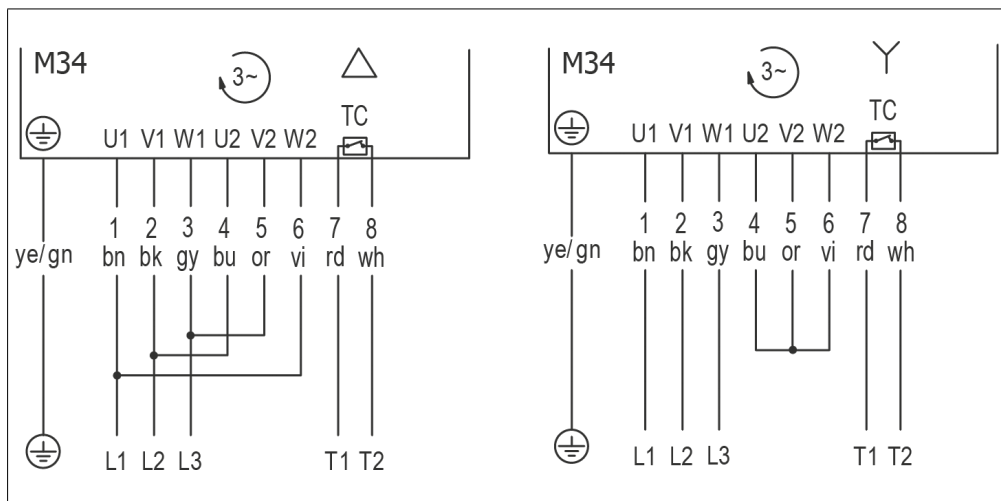 M34
3~
TC
U1 V1 W1 U2 V2 W2
1 2 3 4 5 6 7 8
ye/gn bn bk gy bu or vi rd wh
L1 L2 L3 T1 T2
M34
3~
TC
U1 V1 W1 U2 V2 W2
1 2 3 4 5 6 7 8
ye/gn bn bk gy bu or vi rd wh
L1 L2 L3 T1 T2